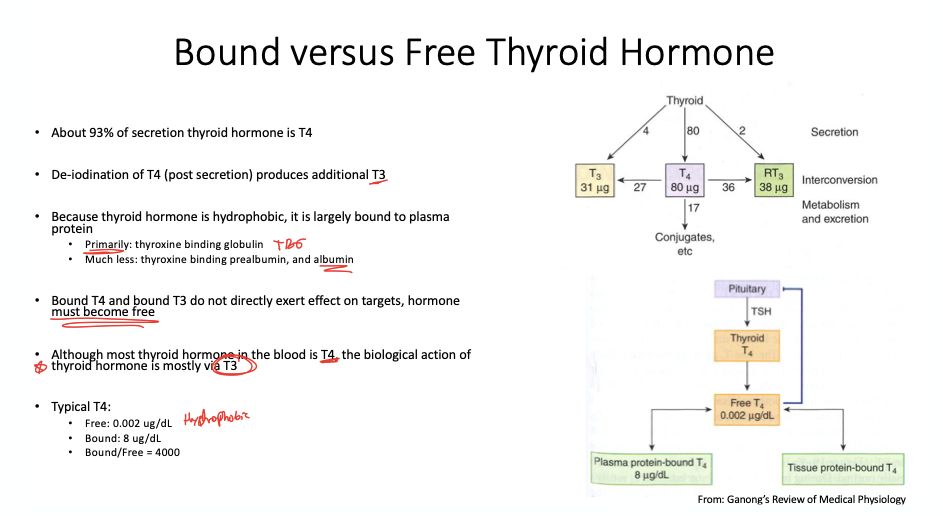 Bound versus Free Thyroid Hormone
• About 93% of secretion thyroid hormone is T4
• De-iodination of T4 (post secretion) produces additional T3
• Because thyroid hormone is hydrophobic, it is largely bound to plasma
protein
• Primarily: thyroxine binding globulin TBG
• Much less: thyroxine binding prealbumin, and albumin
• Bound T4 and bound T3 do not directly exert effect on targets, hormone
must become free
• Although most thyroid hormone in the blood is T4, the biological action of
thyroid hormone is mostly via T3
• Typical T4:
• Free: 0.002 ug/dL Hydrophobic
• Bound: 8 ug/dL
• Bound/Free = 4000
Thyroid
4 80 2 Secretion
T3 T4 RT3
31 µg 27 80 µg 36 38 µg Interconversion
17 Metabolism
and excretion
Conjugates,
etc
Pituitary
TSH
Thyroid
T4
Free T4
0.002 µg/dL
Plasma protein-bound T4
8 µg/dL
Tissue protein-bound T4
From: Ganong's Review of Medical Physiology